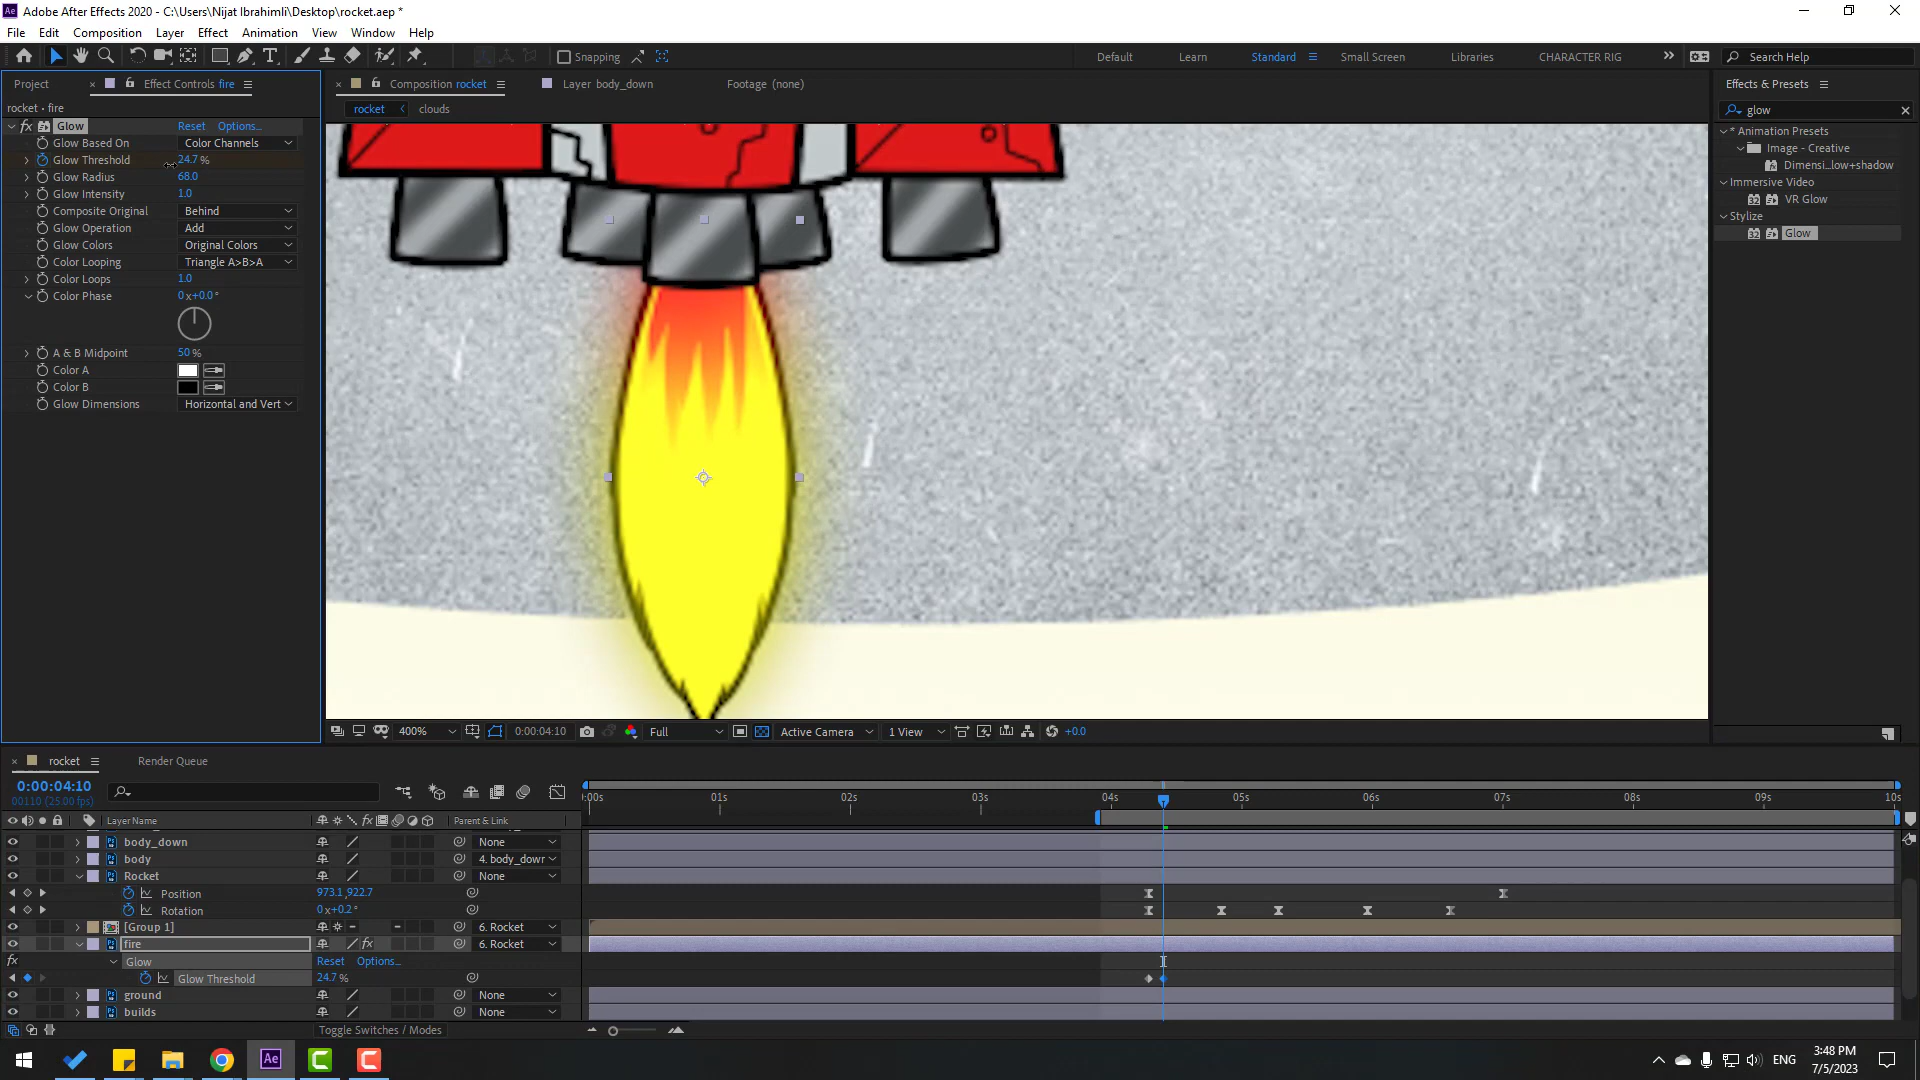 Adobe After Effects 2020 - C:\Users\Nijat Ibrahimli\Desktop\rocket.aep *
File Edit Composition Layer Effect Animation View Window Help
Snapping Default Learn Standard Small Screen Libraries CHARACTER RIG Search Help
Project Effect Controls fire
Composition rocket Layer body_down Footage (none)
Effects & Presets
rocket • fire
rocket clouds
glow
fx Glow Reset Options...
Glow Based On Color Channels
Glow Threshold 24.7 %
Glow Radius 68.0
Glow Intensity 1.0
Composite Original Behind
Glow Operation Add
Glow Colors Original Colors
Color Looping Triangle A>B>A
Color Loops 1.0
Color Phase 0 x+0.0 °
A & B Midpoint 50 %
Color A
Color B
Glow Dimensions Horizontal and Vert
* Animation Presets
Image - Creative
Dimensi...low+shadow
Immersive Video
VR Glow
Stylize
Glow
400% 0:00:04:10 Full Active Camera 1 View +0.0
rocket Render Queue
0:00:04:10
00110 (25.00 fps)
Layer Name Parent & Link
:00s 01s 02s 03s 04s 05s 06s 07s 08s 09s 10s
body_down None
body 4. body_dowr
Rocket None
Position 973.1,922.7
Rotation 0 x+0.2 °
[Group 1] 6. Rocket
fire fx 6. Rocket
fx Glow Reset Options...
Glow Threshold 24.7 %
ground None
builds None
Toggle Switches / Modes
Ae ENG 3:48 PM
7/5/2023